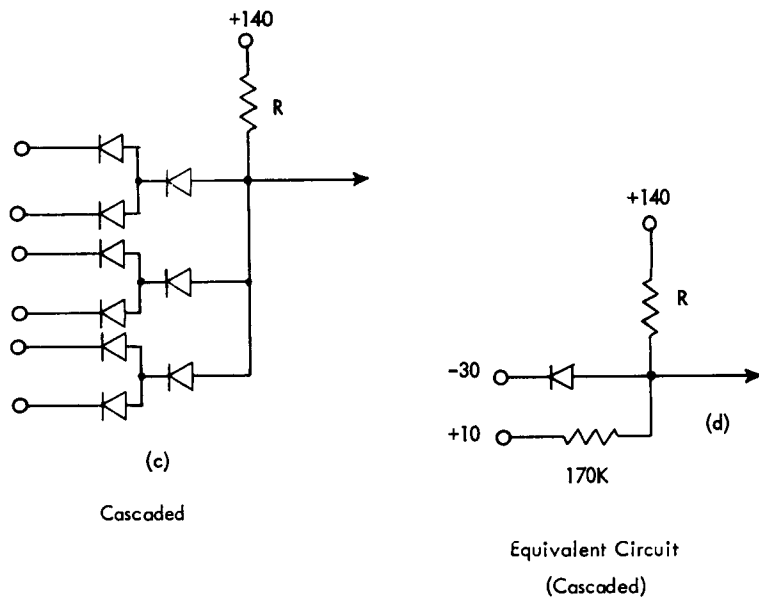 +140
R
(c)
Cascaded
+140
R
-30
+10
(d)
170K
Equivalent Circuit
(Cascaded)